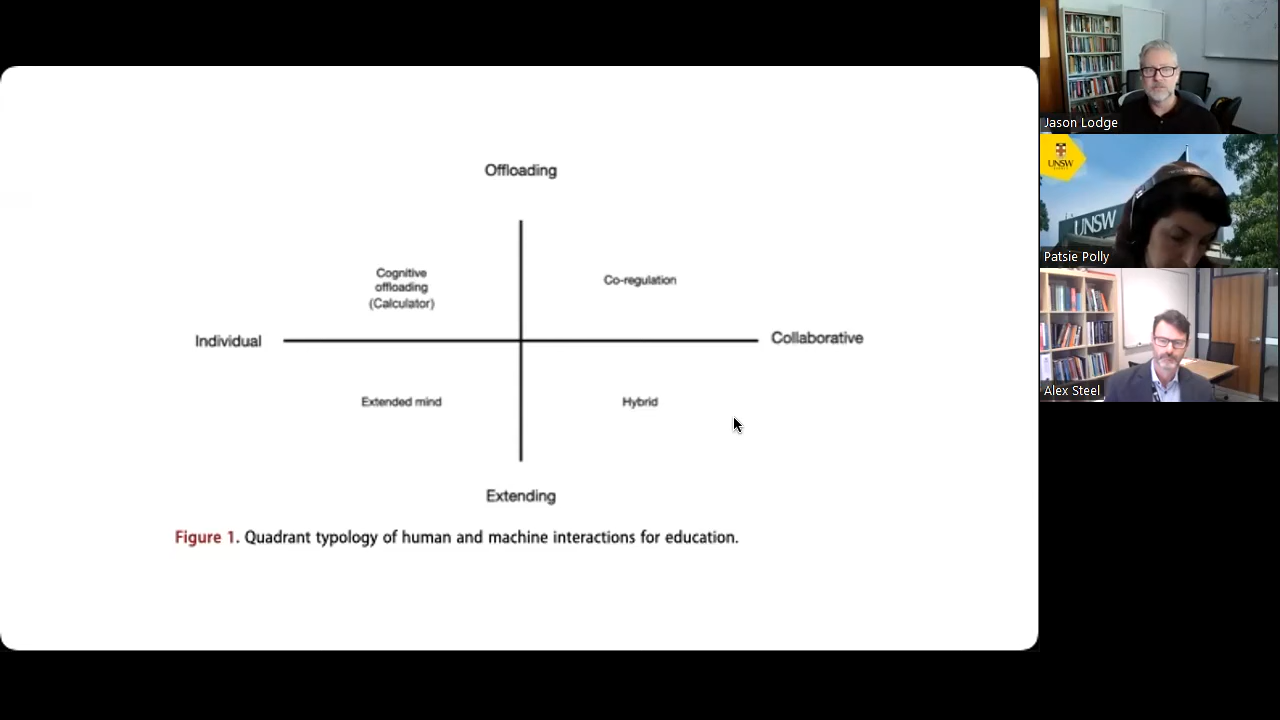 Offloading
Cognitive
offloading
(Calculator)
Co-regulation
Individual
Collaborative
Extended mind
Hybrid
Extending
Figure 1. Quadrant typology of human and machine interactions for education.
Jason Lodge
UNSW
UNSW
Patsie Polly
Alex Steel